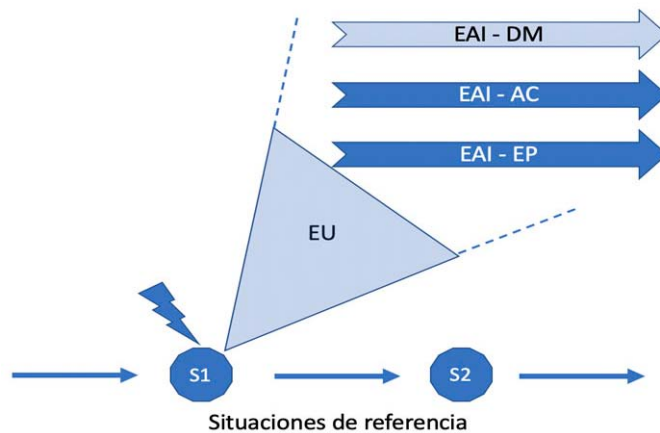 EAI - DM
EAI - AC
EAI - EP
EU
S1
S2
Situaciones de referencia